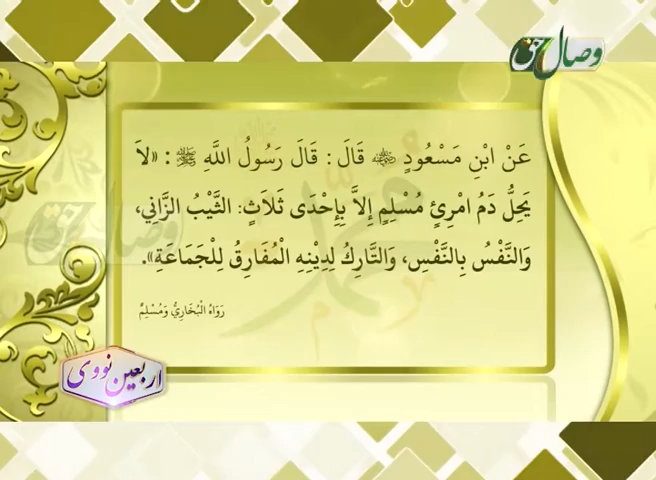 وصال حق
عَنْ ابْنِ مَسْعُودٍ ﵁ قَالَ: قَالَ رَسُولُ اللَّهِ ﷺ: «لاَ
يَحِلُّ دَمُ امْرِئٍ مُسْلِمٍ إِلاَّ بِإِحْدَى ثَلاَثٍ: الثَّيْبُ الزَّانِي،
وَالنَّفْسُ بِالنَّفْسِ، وَالتَّارِكُ لِدِيْنِهِ الْمُفَارِقُ لِلْجَمَاعَةِ».
رَوَاهُ الْبُخَارِيُّ وَمُسْلِمٌ
اربعین نووی